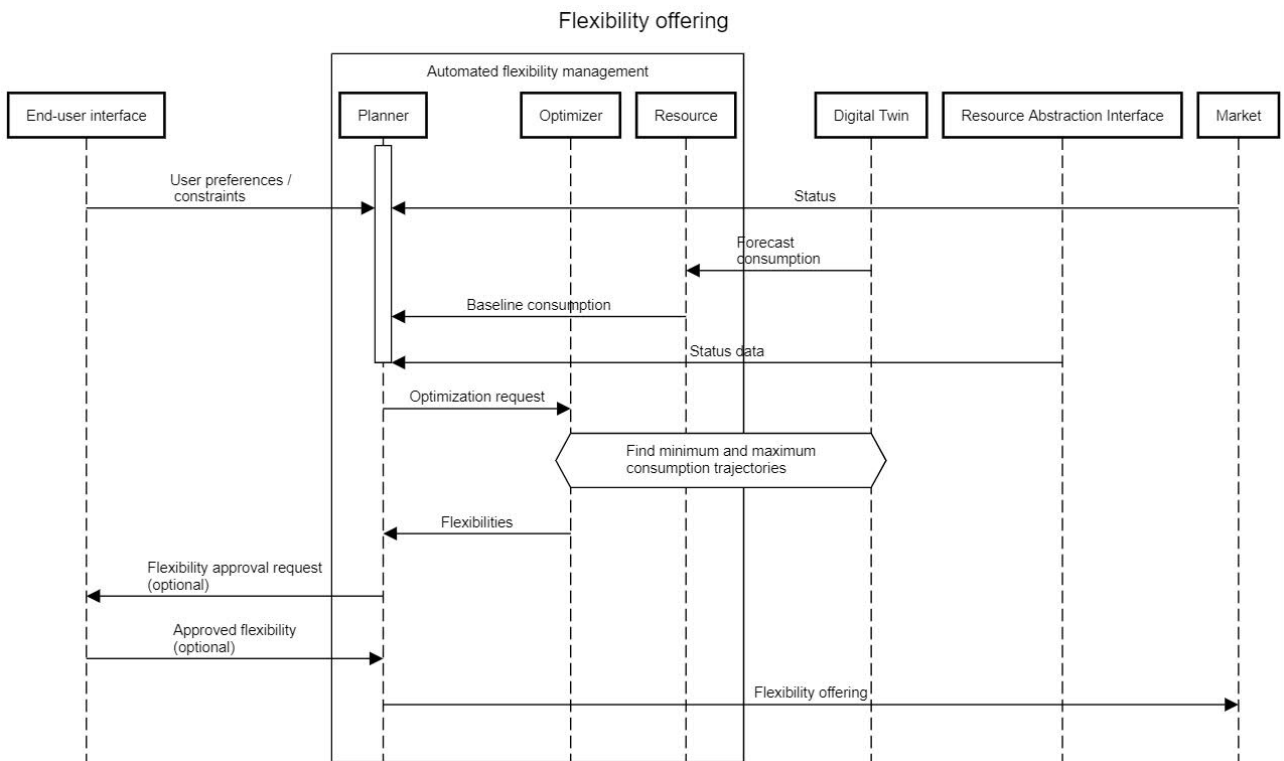 Flexibility offering
Automated flexibility management
End-user interface
Planner
Optimizer
Resource
Digital Twin
Resource Abstraction Interface
Market
User preferences /
constraints
Status
Forecast
consumption
Baseline consumption
Status data
Optimization request
Find minimum and maximum
consumption trajectories
Flexibilities
Flexibility approval request
(optional)
Approved flexibility
(optional)
Flexibility offering